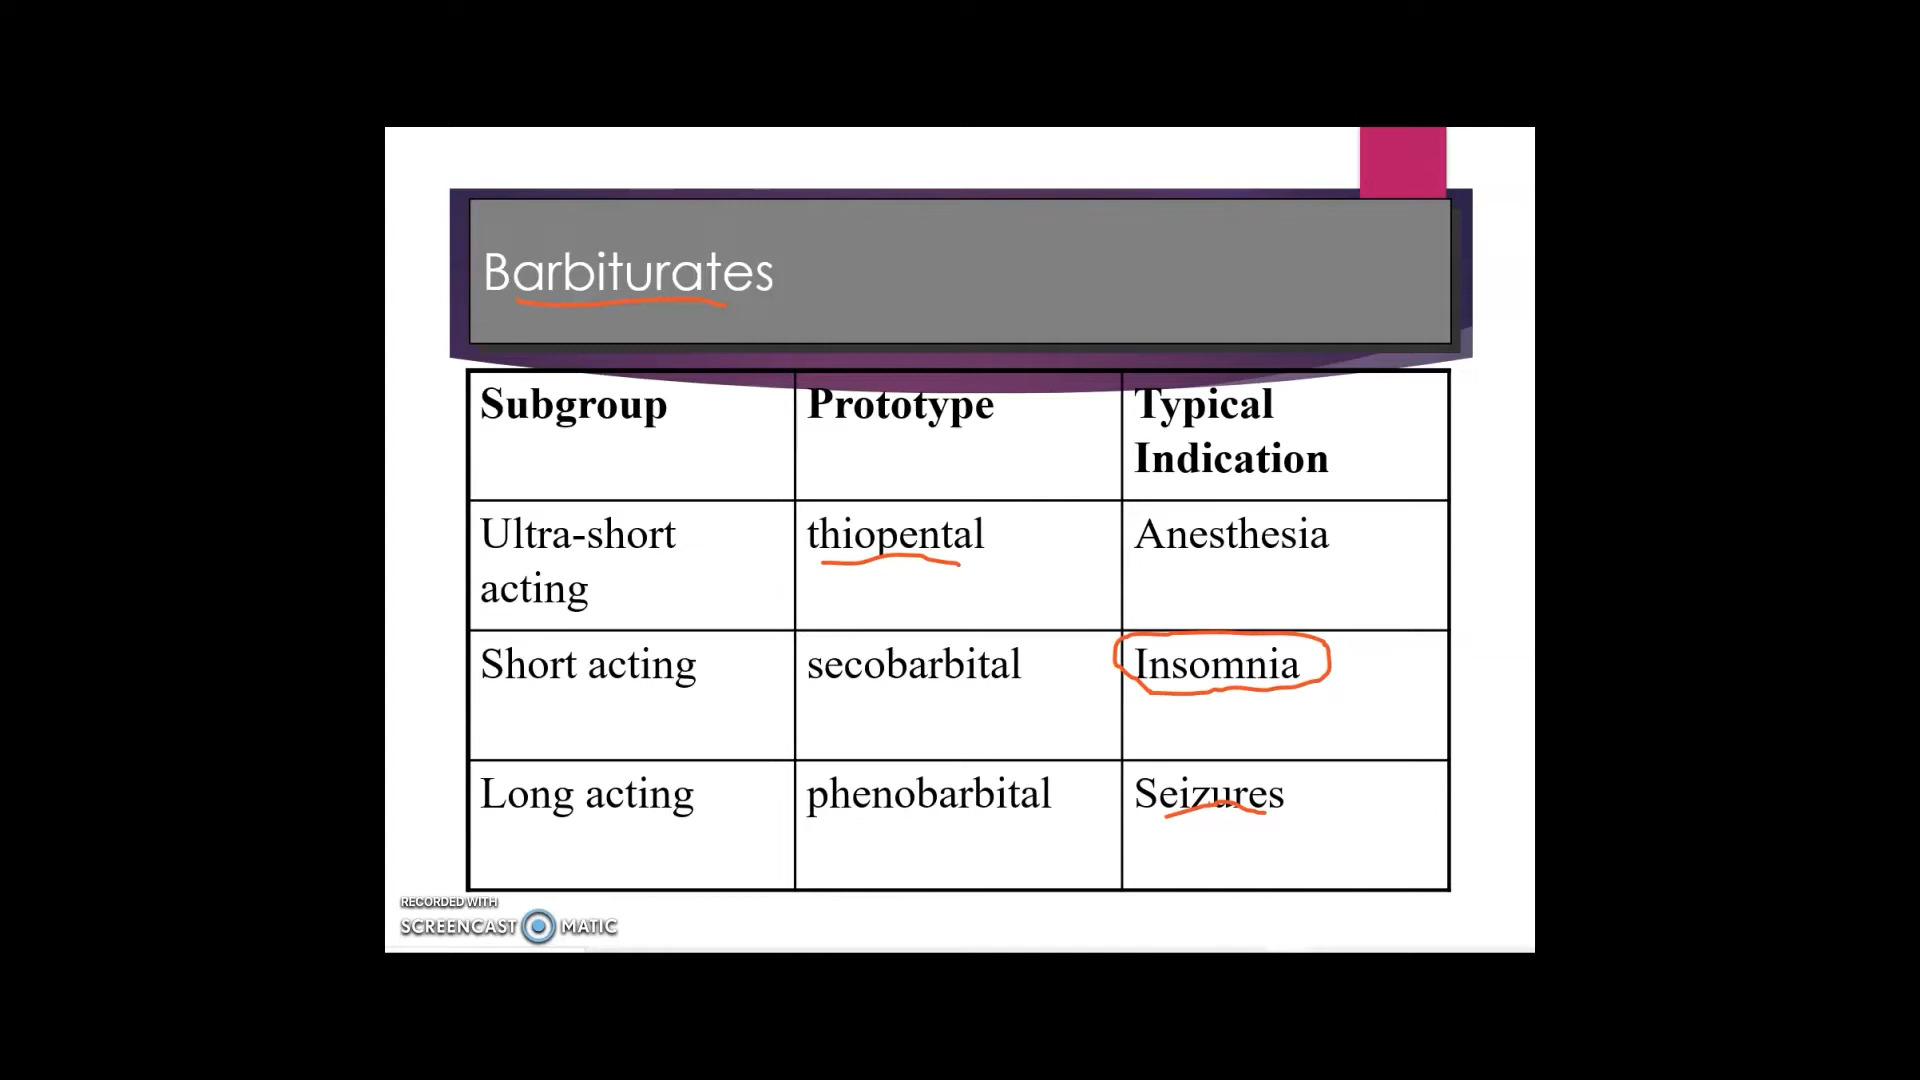 Barbiturates
Subgroup
Prototype
Typical
Indication
Ultra-short
acting
thiopental
Anesthesia
Short acting
secobarbital
Insomnia
Long acting
phenobarbital
Seizures
RECORDED WITH
SCREENCAST MATIC